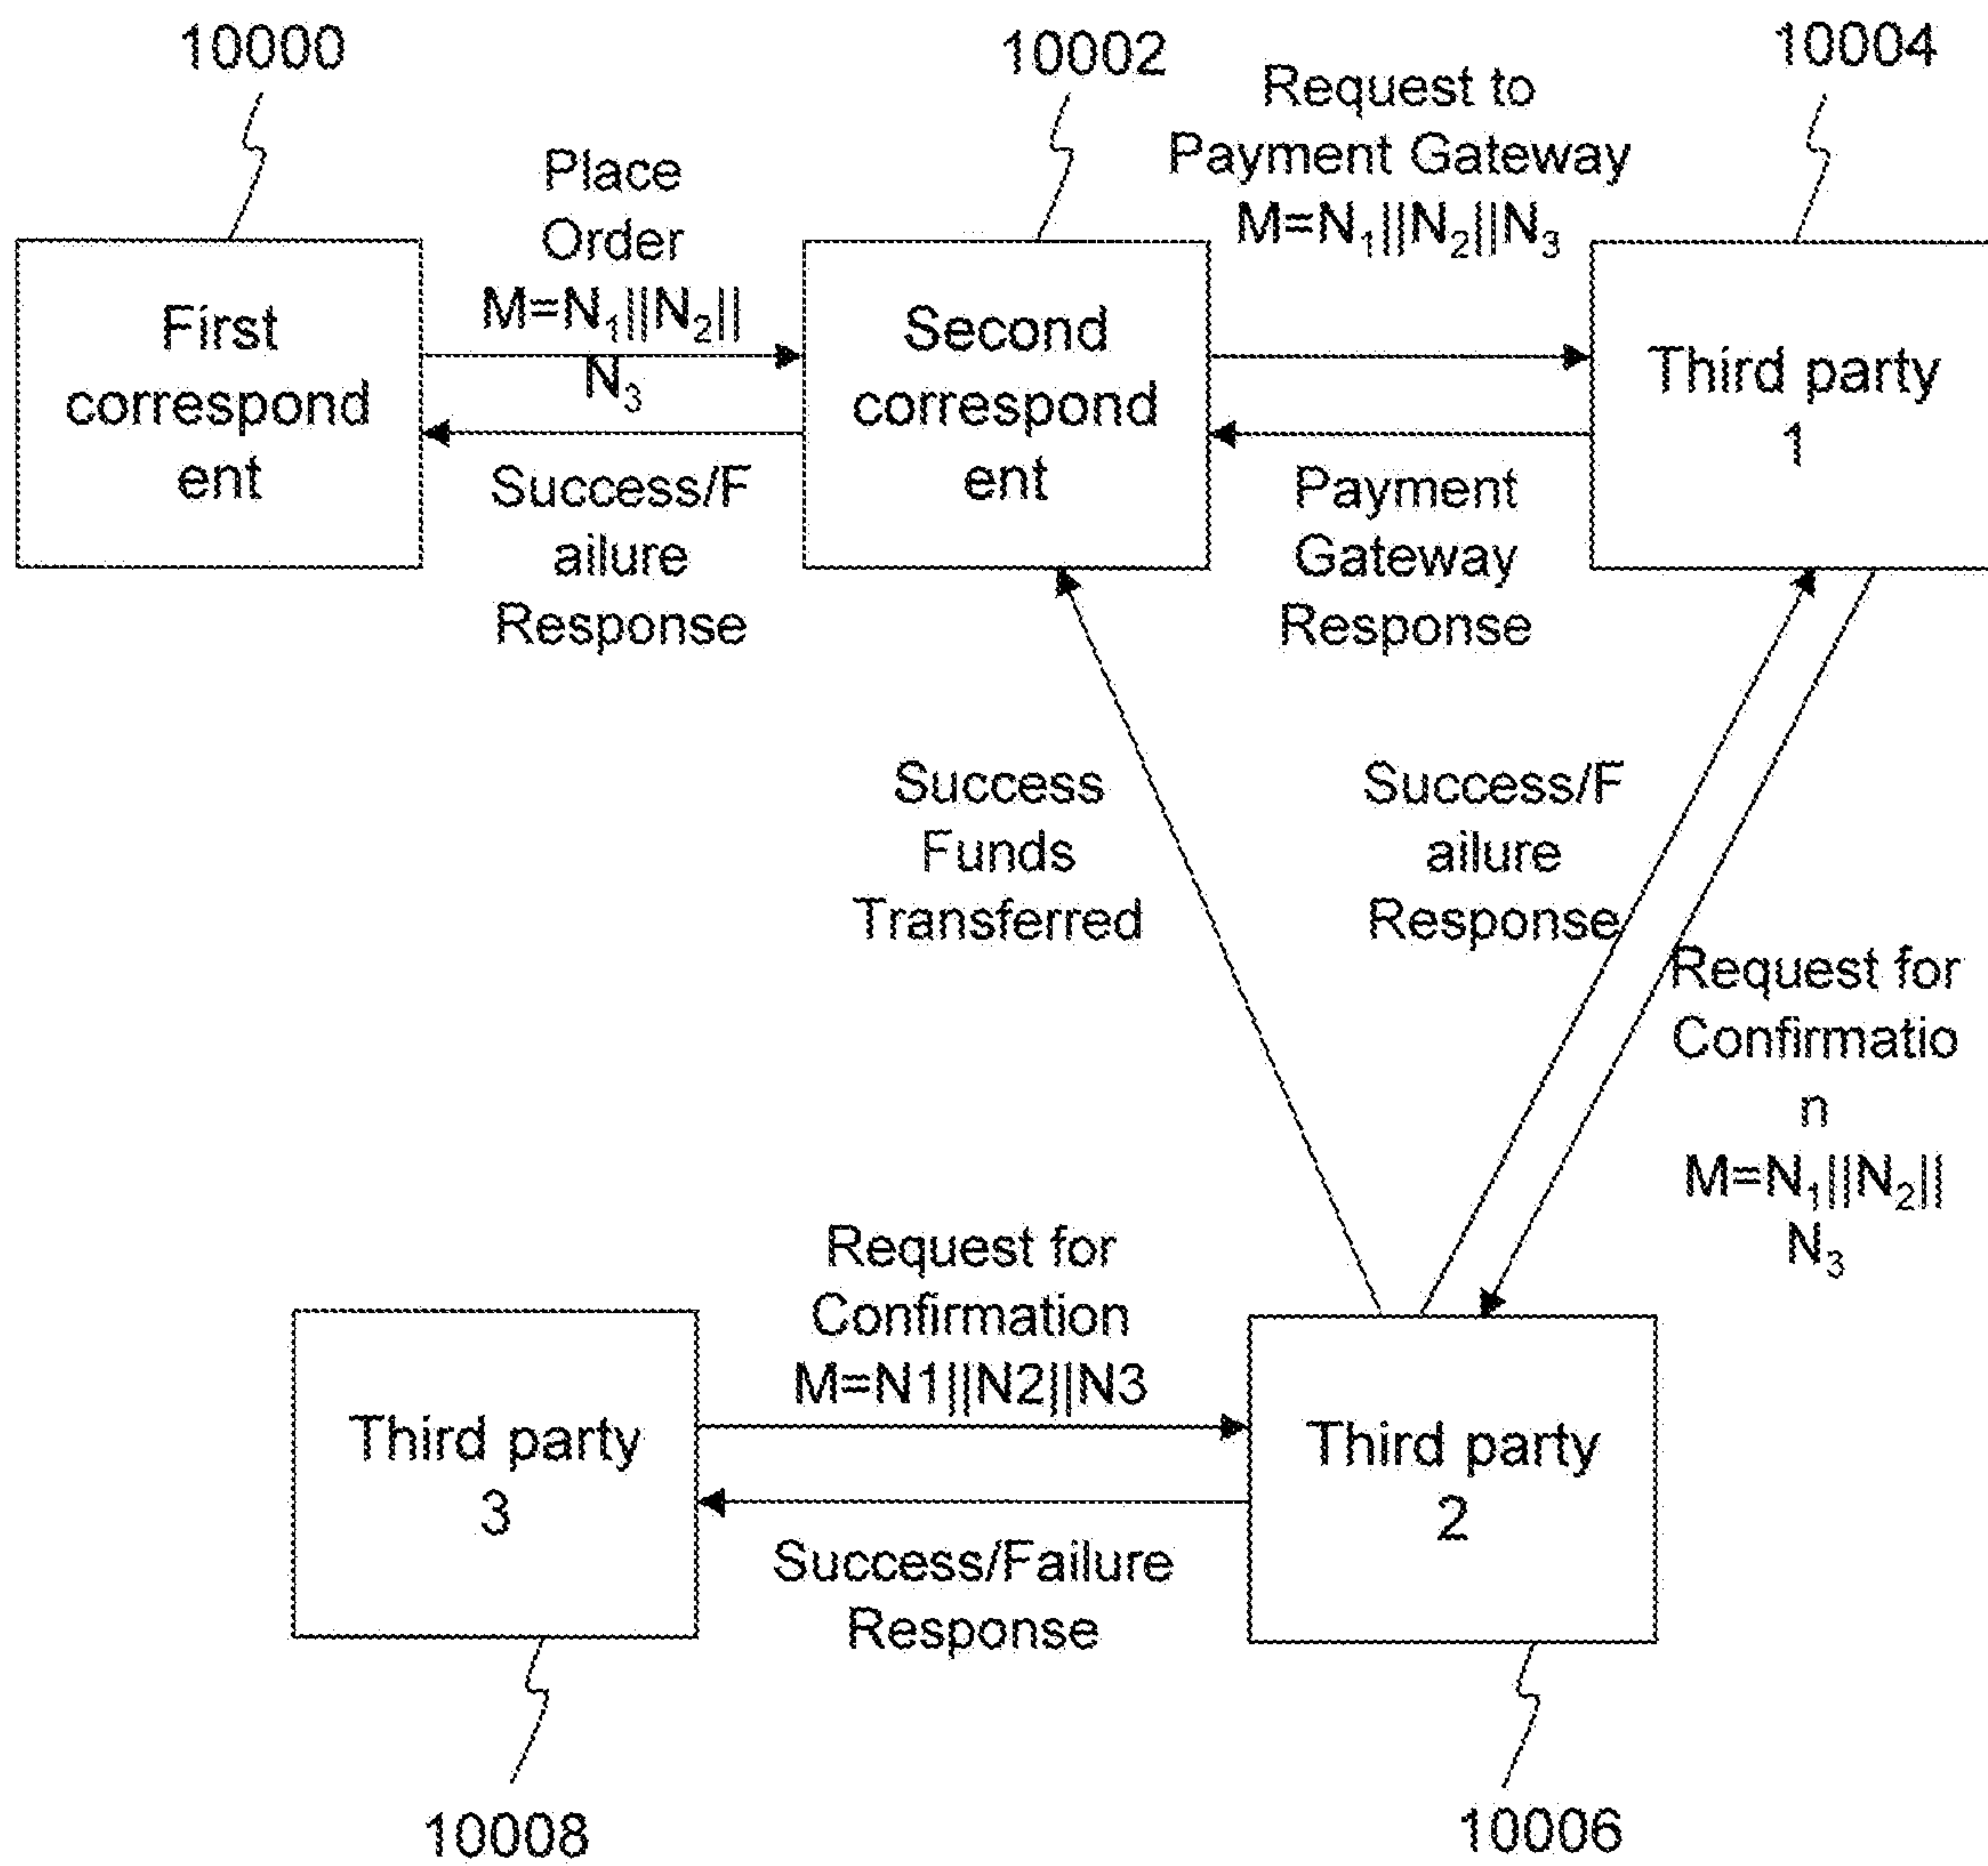 10000
10002
10004
Request to
Payment Gateway
M=N₁||N₂||N₃
Place
Order
M=N₁||N₂||
N₃
First
correspond
ent
Second
correspond
ent
Third party
1
Success/F
ailure
Response
Payment
Gateway
Response
Success
Funds
Transferred
Success/F
ailure
Response
Request for
Confirmatio
n
M=N₁||N₂||
N₃
Request for
Confirmation
M=N1||N2||N3
Third party
3
Third party
2
Success/Failure
Response
10008
10006